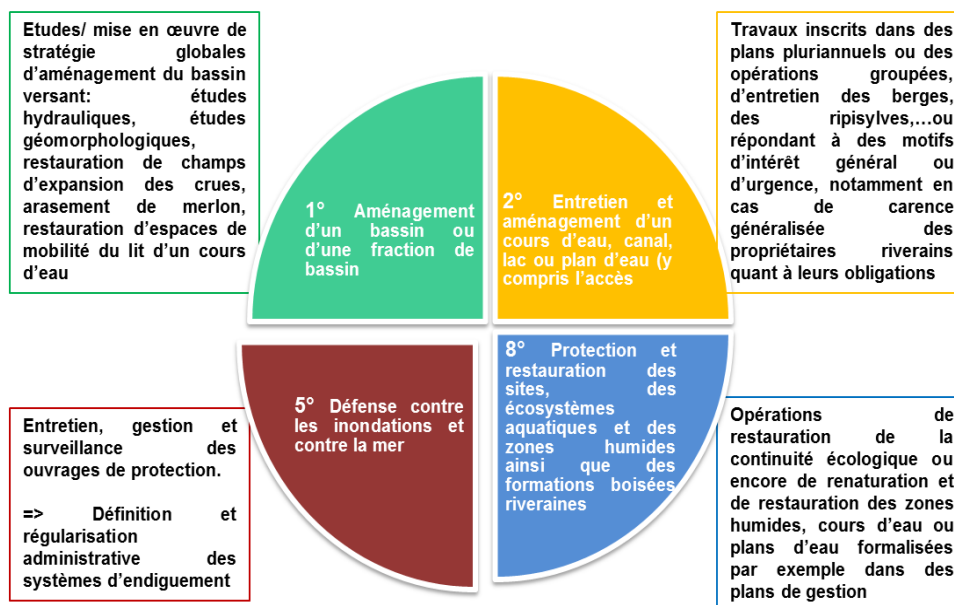 Etudes/ mise en œuvre de
stratégie globales
d'aménagement du bassin
versant: études
hydrauliques, études
géomorphologiques,
restauration de champs
d'expansion des crues,
arasement de merlon,
restauration d'espaces de
mobilité du lit d'un cours
d'eau
1° Aménagement
d'un bassin ou
d'une fraction de
bassin
2° Entretien et
aménagement d'un
cours d'eau, canal,
lac ou plan d'eau (y
compris l'accès
Travaux inscrits dans des
plans pluriannuels ou des
opérations groupées,
d'entretien des berges,
des ripisylves,…ou
répondant à des motifs
d'intérêt général ou
d'urgence, notamment en
cas de carence
généralisée des
propriétaires riverains
quant à leurs obligations
Entretien, gestion et
surveillance des
ouvrages de protection.
=> Définition et
régularisation
administrative des
systèmes d'endiguement
5° Défense contre
les inondations et
contre la mer
8° Protection et
restauration des
sites, des
écosystèmes
aquatiques et des
zones humides
ainsi que des
formations boisées
riveraines
Opérations de
restauration de la
continuité écologique ou
encore de renaturation et
de restauration des zones
humides, cours d'eau ou
plans d'eau formalisées
par exemple dans des
plans de gestion